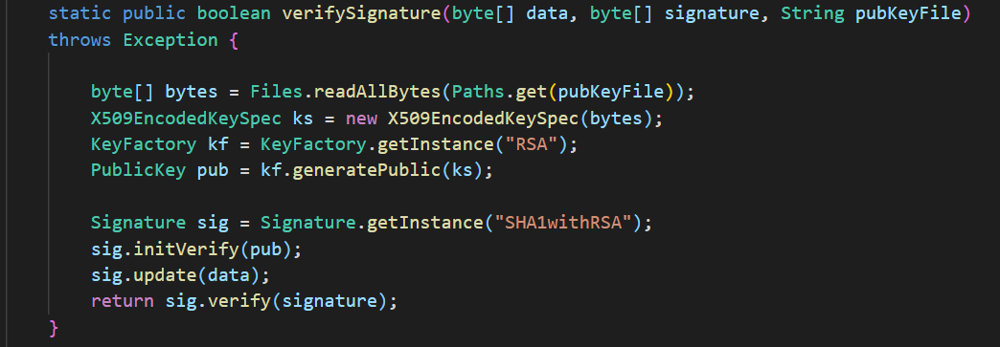 static public boolean verifySignature(byte[] data, byte[] signature, String pubKeyFile)
throws Exception {
byte[] bytes = Files.readAllBytes(Paths.get(pubKeyFile));
X509EncodedKeySpec ks = new X509EncodedKeySpec(bytes);
KeyFactory kf = KeyFactory.getInstance("RSA");
PublicKey pub = kf.generatePublic(ks);
Signature sig = Signature.getInstance("SHA1withRSA");
sig.initVerify(pub);
sig.update(data);
return sig.verify(signature);
}